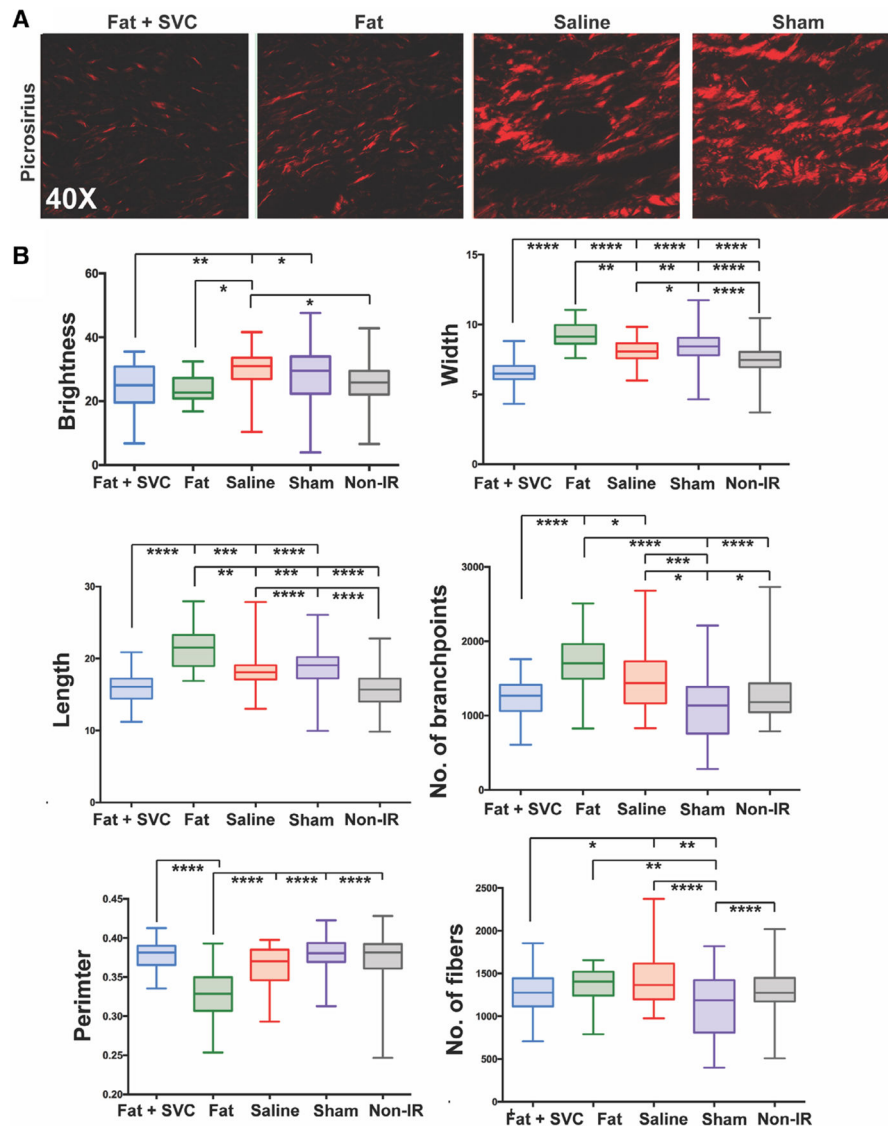 A
Fat + SVC Fat Saline Sham
Picrosirius
40X
B
Brightness
** *
* *
60
40
20
0
Fat + SVC Fat Saline Sham Non-IR
Width
**** **** **** ****
** ** ****
* ****
15
10
5
0
Fat + SVC Fat Saline Sham Non-IR
Length
**** *** ****
** *** ****
**** ****
30
20
10
0
Fat + SVC Fat Saline Sham Non-IR
No. of branchpoints
**** *
**** ****
***
* *
3000
2000
1000
0
Fat + SVC Fat Saline Sham Non-IR
Perimter
****
**** **** ****
0.45
0.40
0.35
0.30
0.20
Fat + SVC Fat Saline Sham Non-IR
No. of fibers
* **
**
****
****
2500
2000
1500
1000
500
0
Fat + SVC Fat Saline Sham Non-IR